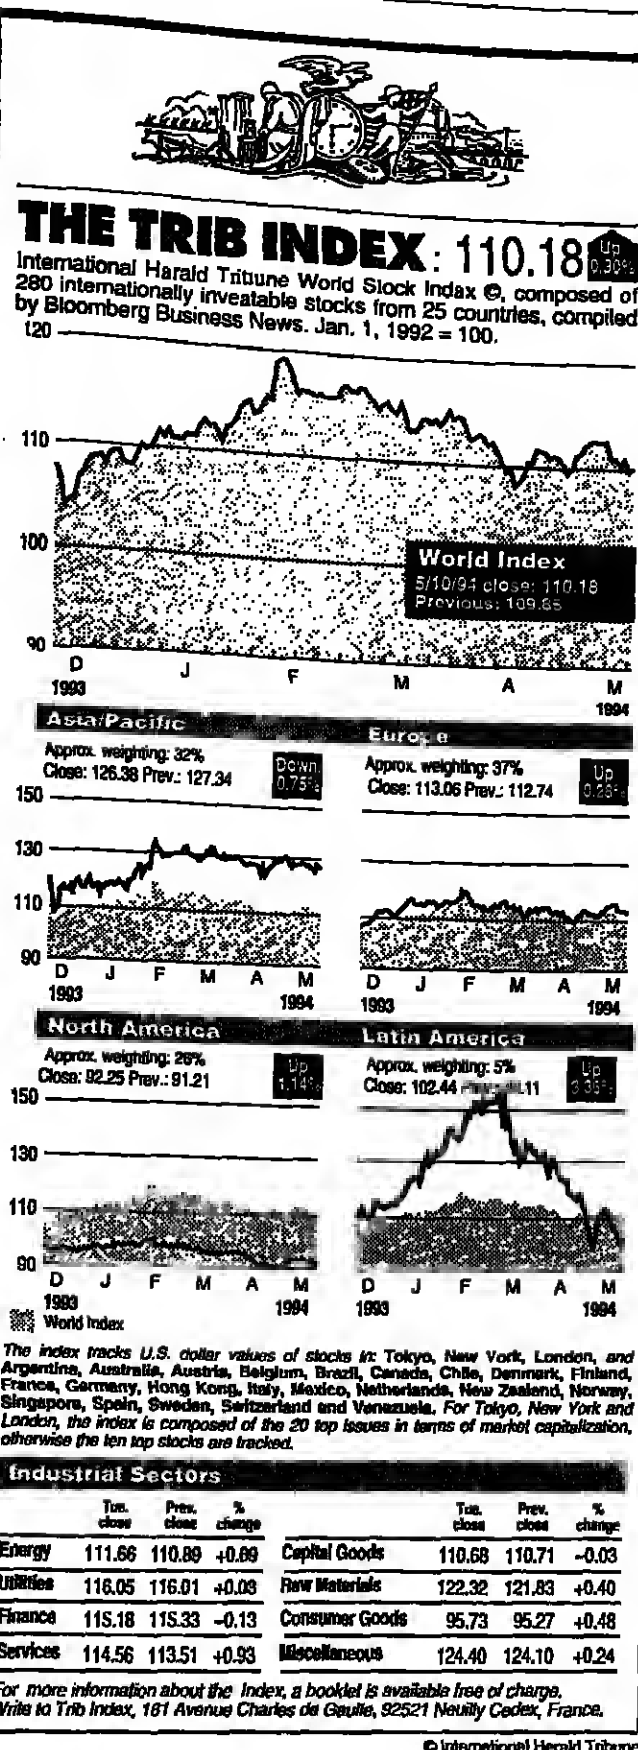 THE TRIB INDEX: 110.18 Up 0.30%
International Harald Tribune World Slock Indax ©, composed of
280 internationally inveatable stocks from 25 countries, compiled
by Bloomberg Business News. Jan. 1, 1992 = 100.
120
110
100
90
World Index
5/10/94 close: 110.18
Previous: 109.85
D J F M A M
1993 1994
Asia/Pacific
Approx. weighting: 32%
Close: 126.38 Prev.: 127.34
Down 0.75%
150
130
110
90
D J F M A M
1993 1994
Europe
Approx. weighting: 37%
Close: 113.06 Prev.: 112.74
Up 0.28%
D J F M A M
1993 1994
North America
Approx. weighting: 26%
Close: 92.25 Prev.: 91.21
Up 1.14%
150
130
110
90
D J F M A M
1993 1994
Latin America
Approx. weighting: 5%
Close: 102.44
Up
D J F M A M
1993 1994
World Index
The index tracks U.S. dollar values of stocks in: Tokyo, New York, London, and
Argentina, Australia, Austria, Belgium, Brazil, Canada, Chile, Denmark, Finland,
France, Germany, Hong Kong, Italy, Mexico, Netherlands, New Zealand, Norway,
Singapore, Spain, Sweden, Switzerland and Venezuela. For Tokyo, New York and
London, the index is composed of the 20 top issues in terms of market capitalization,
otherwise the ten top stocks are tracked.
Industrial Sectors
Tue. close Prev. close % change Tue. close Prev. close % change
Energy 111.66 110.89 +0.69 Capital Goods 110.68 110.71 -0.03
Utilities 116.05 116.01 +0.03 Raw Materials 122.32 121.83 +0.40
Finance 115.18 115.33 -0.13 Consumer Goods 95.73 95.27 +0.48
Services 114.56 113.51 +0.93 Miscellaneous 124.40 124.10 +0.24
For more information about the Index, a booklet is available free of charge.
Write to Trib Index, 181 Avenue Charles de Gaulle, 92521 Neuilly Cedex, France.
© International Herald Tribune